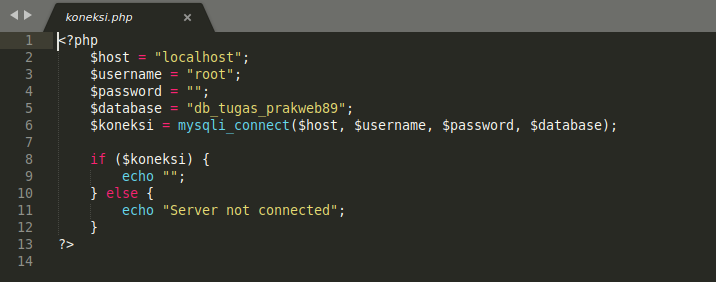 koneksi.php ×
1 <?php
2     $host = "localhost";
3     $username = "root";
4     $password = "";
5     $database = "db_tugas_prakweb89";
6     $koneksi = mysqli_connect($host, $username, $password, $database);
7
8     if ($koneksi) {
9         echo "";
10     } else {
11         echo "Server not connected";
12     }
13 ?>
14